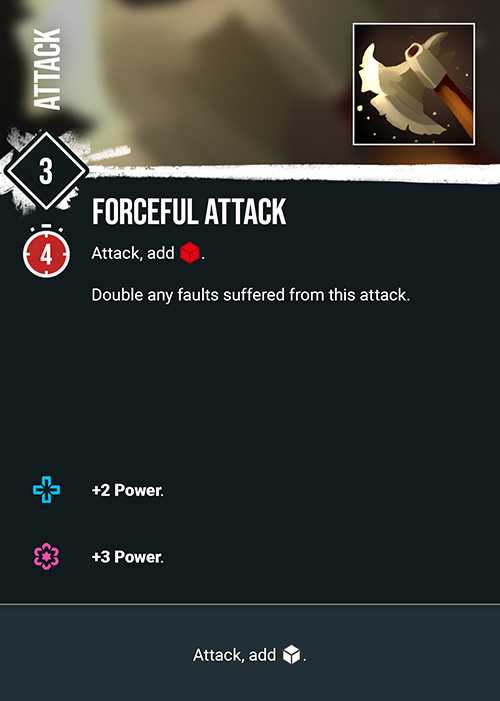 ATTACK
3
FORCEFUL ATTACK
4
Attack, add .
Double any faults suffered from this attack.
+2 Power.
+3 Power.
Attack, add .